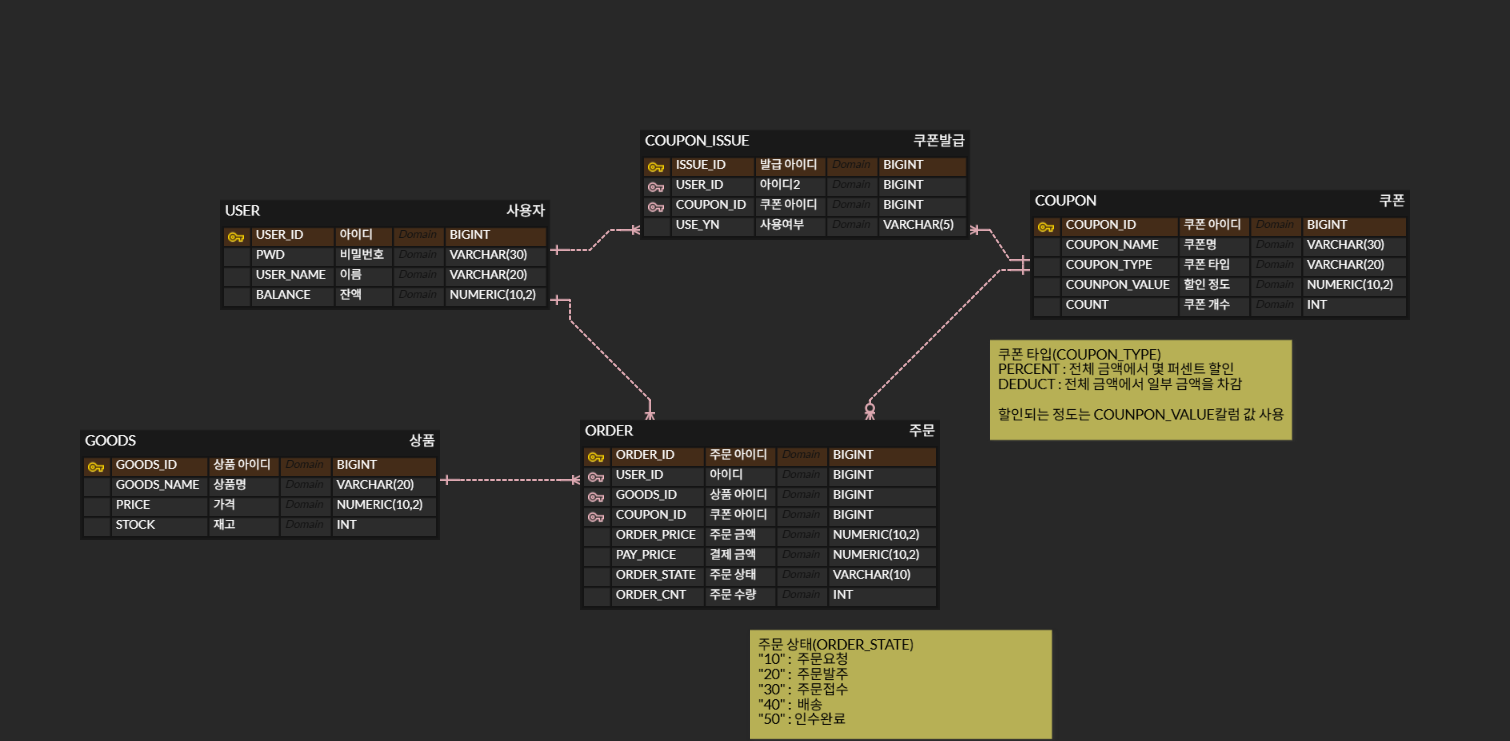 COUPON_ISSUE 쿠폰발급
ISSUE_ID 발급 아이디 Domain BIGINT
USER_ID 아이디2 Domain BIGINT
COUPON_ID 쿠폰 아이디 Domain BIGINT
USE_YN 사용여부 Domain VARCHAR(5)
USER 사용자
USER_ID 아이디 Domain BIGINT
PWD 비밀번호 Domain VARCHAR(30)
USER_NAME 이름 Domain VARCHAR(20)
BALANCE 잔액 Domain NUMERIC(10,2)
COUPON 쿠폰
COUPON_ID 쿠폰 아이디 Domain BIGINT
COUPON_NAME 쿠폰명 Domain VARCHAR(30)
COUPON_TYPE 쿠폰 타입 Domain VARCHAR(20)
COUNPON_VALUE 할인 정도 Domain NUMERIC(10,2)
COUNT 쿠폰 개수 Domain INT
쿠폰 타입(COUPON_TYPE)
PERCENT : 전체 금액에서 몇 퍼센트 할인
DEDUCT : 전체 금액에서 일부 금액을 차감
할인되는 정도는 COUNPON_VALUE칼럼 값 사용
GOODS 상품
GOODS_ID 상품 아이디 Domain BIGINT
GOODS_NAME 상품명 Domain VARCHAR(20)
PRICE 가격 Domain NUMERIC(10,2)
STOCK 재고 Domain INT
ORDER 주문
ORDER_ID 주문 아이디 Domain BIGINT
USER_ID 아이디 Domain BIGINT
GOODS_ID 상품 아이디 Domain BIGINT
COUPON_ID 쿠폰 아이디 Domain BIGINT
ORDER_PRICE 주문 금액 Domain NUMERIC(10,2)
PAY_PRICE 결제 금액 Domain NUMERIC(10,2)
ORDER_STATE 주문 상태 Domain VARCHAR(10)
ORDER_CNT 주문 수량 Domain INT
주문 상태(ORDER_STATE)
"10" : 주문요청
"20" : 주문발주
"30" : 주문접수
"40" : 배송
"50" : 인수완료